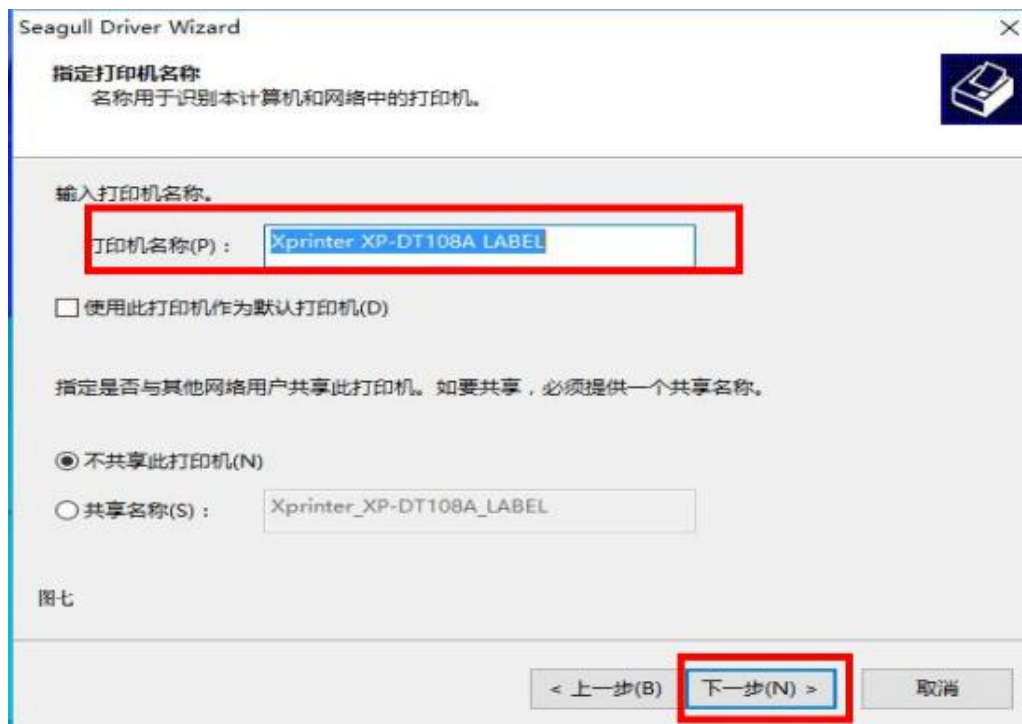 Seagull Driver Wizard
指定打印机名称
名称用于识别本计算机和网络中的打印机。
输入打印机名称。
打印机名称(P)： Xprinter XP-DT108A LABEL
使用此打印机作为默认打印机(D)
指定是否与其他网络用户共享此打印机。如要共享，必须提供一个共享名称。
不共享此打印机(N)
共享名称(S)： Xprinter_XP-DT108A_LABEL
图七
< 上一步(B) 下一步(N) > 取消